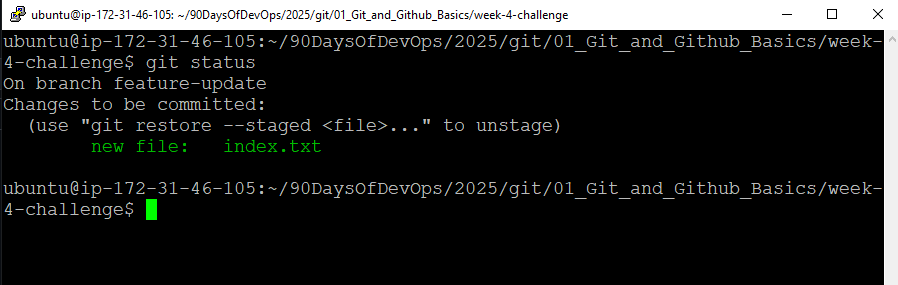 ubuntu@ip-172-31-46-105: ~/90DaysOfDevOps/2025/git/01_Git_and_Github_Basics/week-4-challenge
ubuntu@ip-172-31-46-105:~/90DaysOfDevOps/2025/git/01_Git_and_Github_Basics/week-
4-challenge$ git status
On branch feature-update
Changes to be committed:
  (use "git restore --staged <file>..." to unstage)
        new file:   index.txt

ubuntu@ip-172-31-46-105:~/90DaysOfDevOps/2025/git/01_Git_and_Github_Basics/week-
4-challenge$